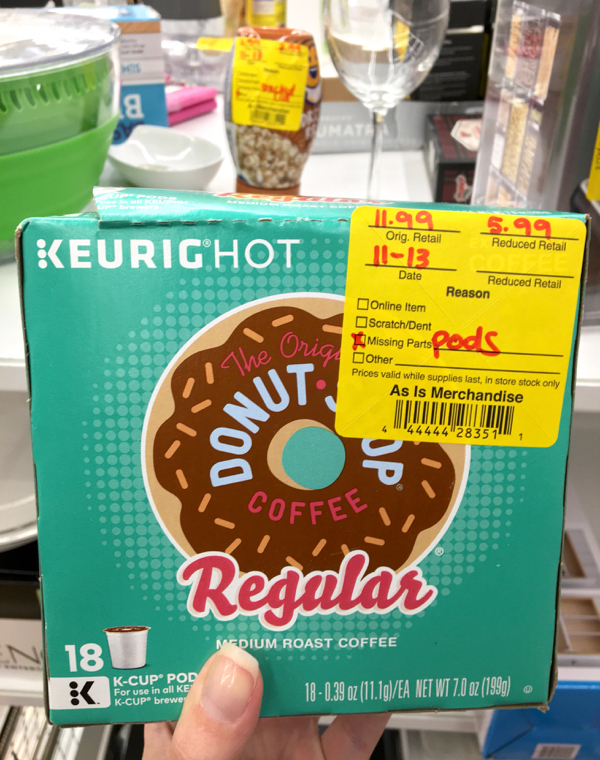 SUMATRA
KEURIG® HOT
11.99 5.99
Orig. Retail Reduced Retail
11-13
Date Reduced Retail
Reason
Online Item
Scratch/Dent
X Missing Parts pods
Other
Prices valid while supplies last, in store stock only
As Is Merchandise
4 44444 28351 1
The Orig
DONUT
OP®
COFFEE
Regular®
MEDIUM ROAST COFFEE
18
K-CUP® POD
For use in all KE
K-CUP® brewe
18 - 0.39 oz (11.1g)/EA NET WT 7.0 oz (199g)